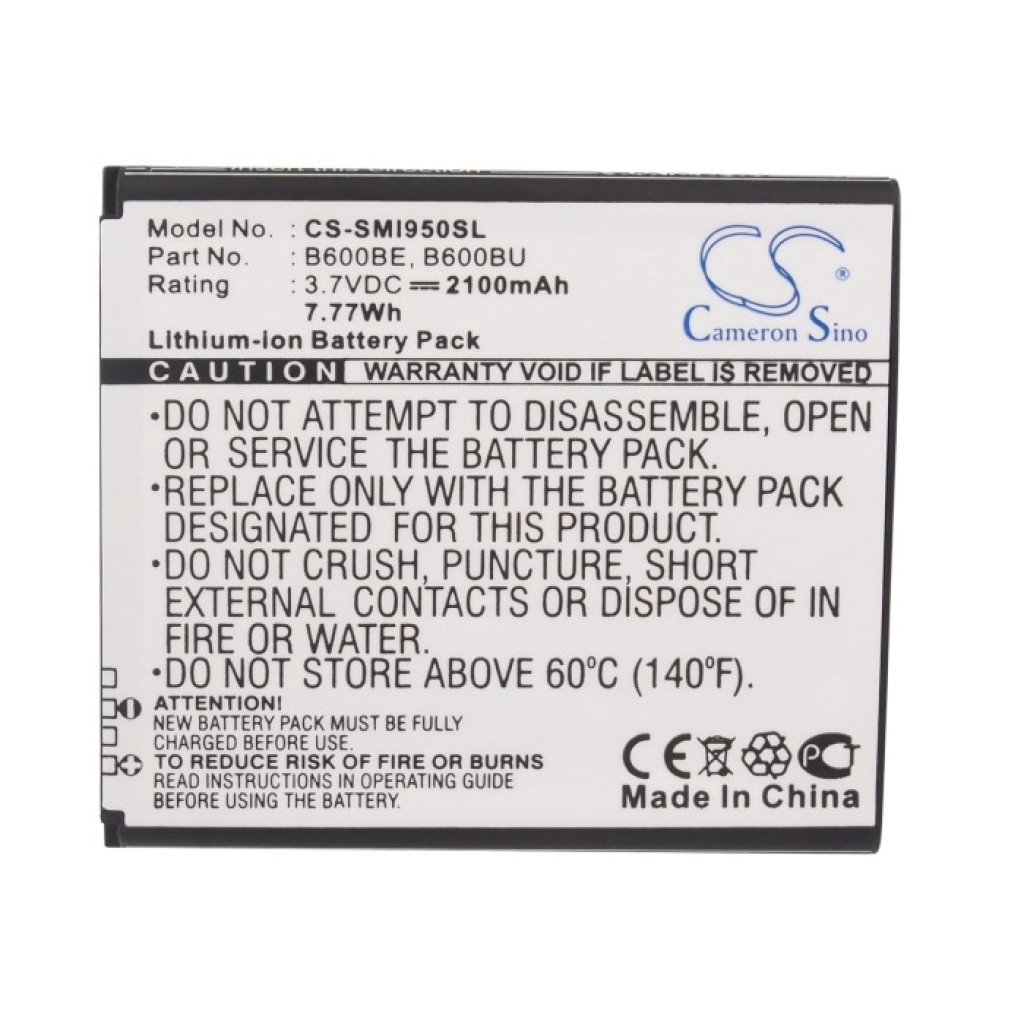 Model No. : CS-SMI950SL
Part No. : B600BE, B600BU
Rating : 3.7VDC 2100mAh
7.77Wh
Lithium-ion Battery Pack
CS ®
Cameron Sino
CAUTION WARRANTY VOID IF LABEL IS REMOVED
•DO NOT ATTEMPT TO DISASSEMBLE, OPEN
OR SERVICE THE BATTERY PACK.
•REPLACE ONLY WITH THE BATTERY PACK
DESIGNATED FOR THIS PRODUCT.
•DO NOT CRUSH, PUNCTURE, SHORT
EXTERNAL CONTACTS OR DISPOSE OF IN
FIRE OR WATER.
•DO NOT STORE ABOVE 60°C (140°F).
ATTENTION!
NEW BATTERY PACK MUST BE FULLY
CHARGED BEFORE USE.
TO REDUCE RISK OF FIRE OR BURNS
READ INSTRUCTIONS IN OPERATING GUIDE
BEFORE USING THE BATTERY.
CE PCT
Made In China